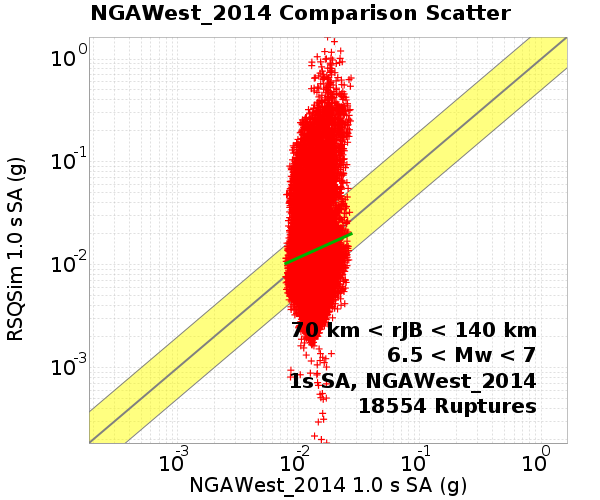 NGAWest_2014 Comparison Scatter
RSQSim 1.0 s SA (g)
10^0
10^-1
10^-2
10^-3
70 km < rJB < 140 km
6.5 < Mw < 7
1s SA, NGAWest_2014
18554 Ruptures
10^-3 10^-2 10^-1 10^0
NGAWest_2014 1.0 s SA (g)